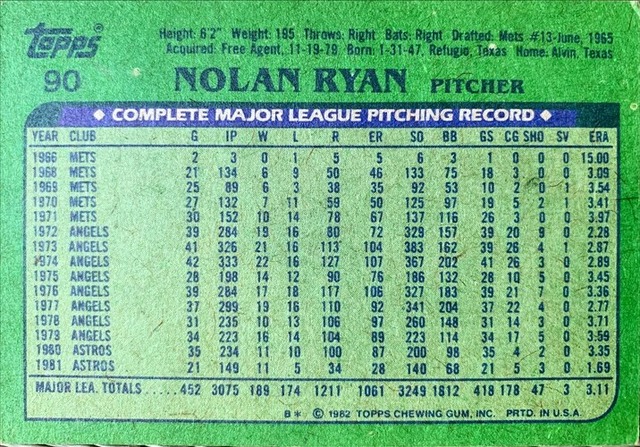 Topps® Height: 6'2" Weight: 195 Throws: Right Bats: Right Drafted: Mets #13-June, 1965
Acquired: Free Agent, 11-19-79 Born: 1-31-47, Refugio, Texas Home: Alvin, Texas
90 NOLAN RYAN PITCHER
◆ COMPLETE MAJOR LEAGUE PITCHING RECORD ◆
YEAR CLUB G IP W L R ER SO BB GS CG SHO SV ERA
1966 METS 2 3 0 1 5 5 6 3 1 0 0 0 15.00
1968 METS 21 134 6 9 50 46 133 75 18 3 0 0 3.09
1969 METS 25 89 6 3 38 35 92 53 10 2 0 1 3.54
1970 METS 27 132 7 11 59 50 125 97 19 5 2 1 3.41
1971 METS 30 152 10 14 78 67 137 116 26 3 0 0 3.97
1972 ANGELS 39 284 19 16 80 72 329 157 39 20 9 0 2.28
1973 ANGELS 41 326 21 16 113 104 383 162 39 26 4 1 2.87
1974 ANGELS 42 333 22 16 127 107 367 202 41 26 3 0 2.89
1975 ANGELS 28 198 14 12 90 76 186 132 28 10 5 0 3.45
1976 ANGELS 39 284 17 18 117 106 327 183 39 21 7 0 3.36
1977 ANGELS 37 299 19 16 110 92 341 204 37 22 4 0 2.77
1978 ANGELS 31 235 10 13 106 97 260 148 31 14 3 0 3.71
1979 ANGELS 34 223 16 14 104 89 223 114 34 17 5 0 3.59
1980 ASTROS 35 234 11 10 100 87 200 98 35 4 2 0 3.35
1981 ASTROS 21 149 11 5 34 28 140 68 21 5 3 0 1.69
MAJOR LEA. TOTALS ...... 452 3075 189 174 1211 1061 3249 1812 418 178 47 3 3.11
B* © 1982 TOPPS CHEWING GUM, INC. PRTD. IN U.S.A.